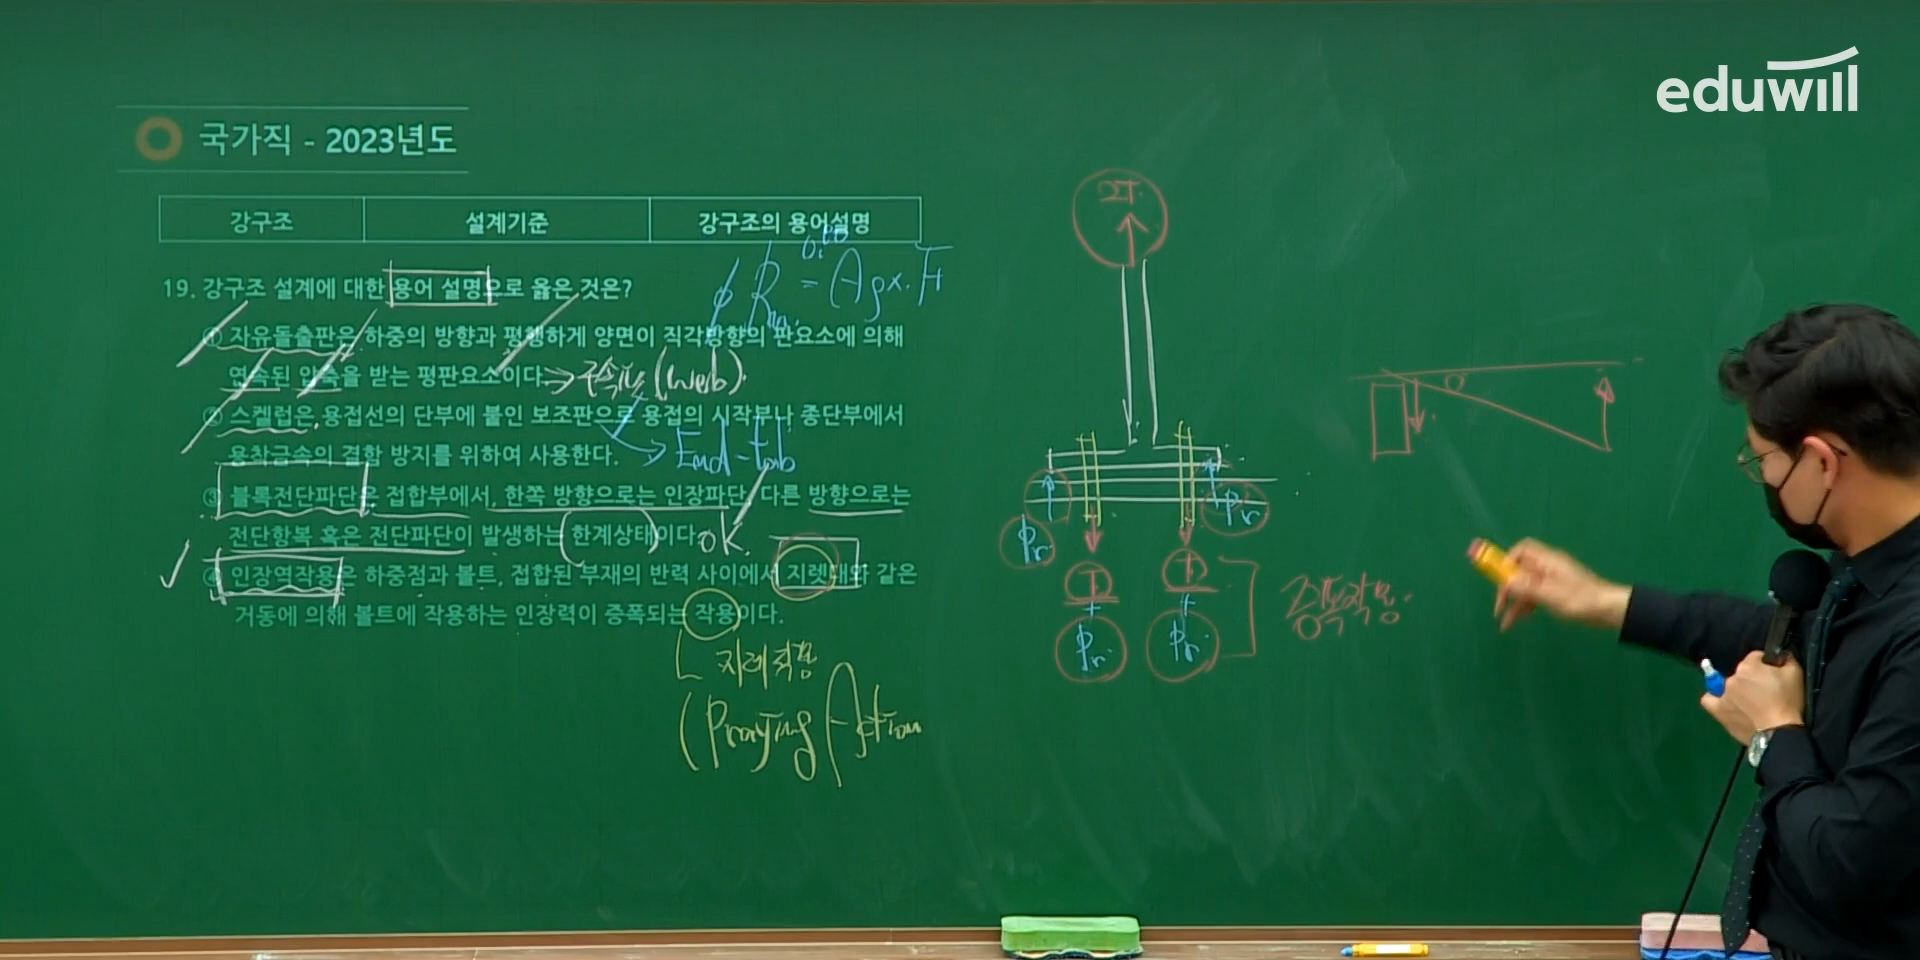 eduwill
국가직 - 2023년도
강구조 설계기준 강구조의 용어설명
19. 강구조 설계에 대한 용어 설명으로 옳은 것은?
① 자유돌출판은 하중의 방향과 평행하게 양면이 직각방향의 판요소에 의해
연속된 압축을 받는 평판요소이다.
(Web).
② 스켈럽은 용접선의 단부에 붙인 보조판으로 용접의 시작부나 종단부에서
용착금속의 결함 방지를 위하여 사용한다.
End-Tab
③ 블록전단파단은 접합부에서, 한쪽 방향으로는 인장파단, 다른 방향으로는
전단항복 혹은 전단파단이 발생하는 한계상태이다.
OK.
④ 인장역작용은 하중점과 볼트, 접합된 부재의 반력 사이에서 지렛대와 같은
거동에 의해 볼트에 작용하는 인장력이 증폭되는 작용이다.
지레작용
(Prying Action
2T.
Pr
Pr
T
T
+
+
Pr
Pr
증폭작용.